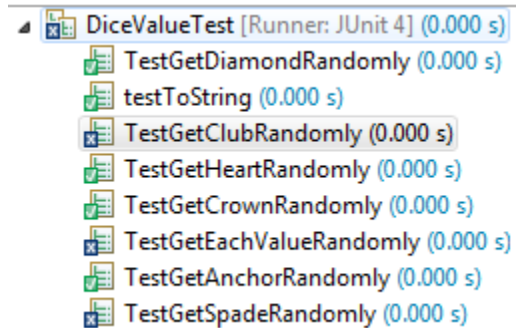 DiceValueTest [Runner: JUnit 4] (0.000 s)
TestGetDiamondRandomly (0.000 s)
testToString (0.000 s)
TestGetClubRandomly (0.000 s)
TestGetHeartRandomly (0.000 s)
TestGetCrownRandomly (0.000 s)
TestGetEachValueRandomly (0.000 s)
TestGetAnchorRandomly (0.000 s)
TestGetSpadeRandomly (0.000 s)